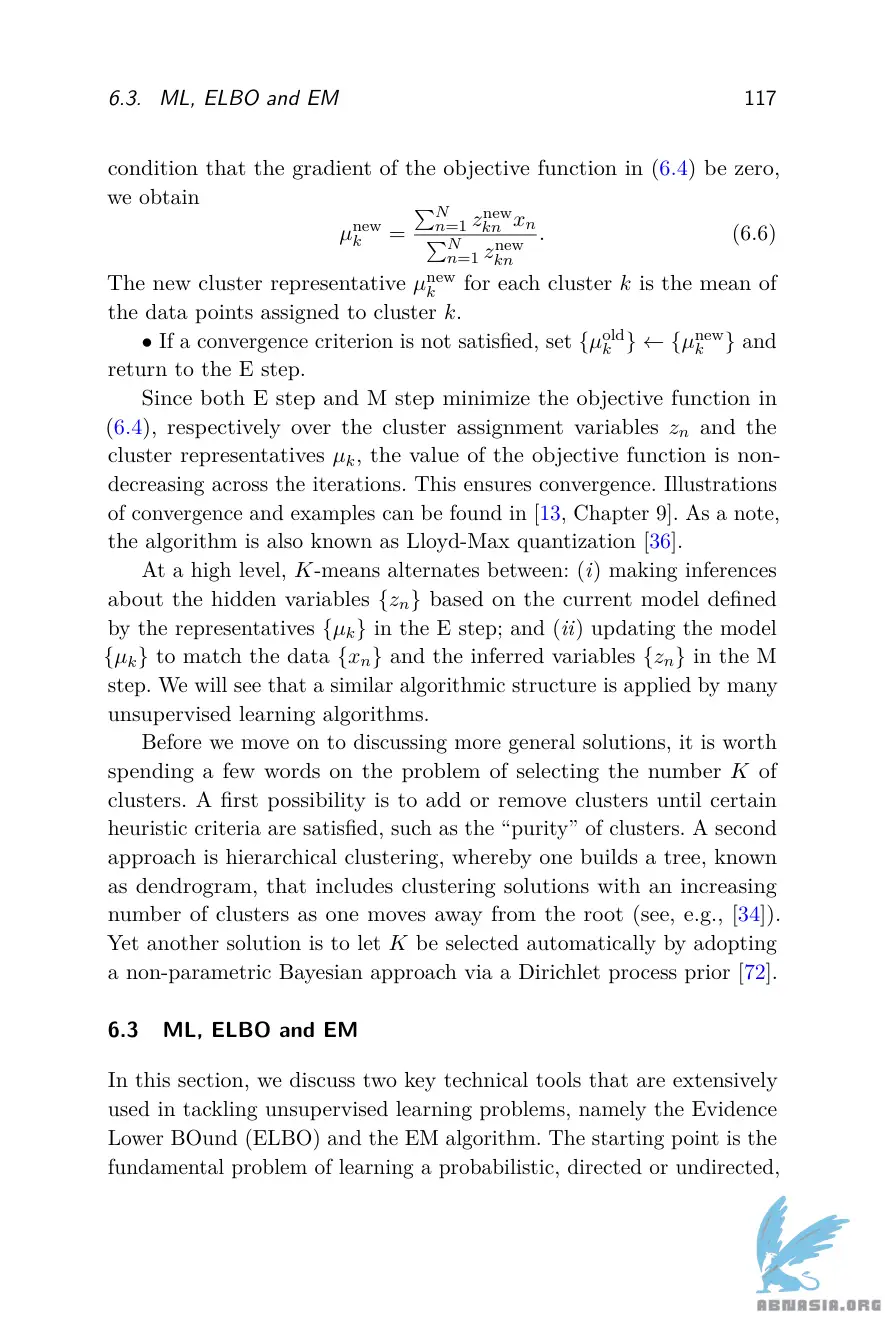 6.3. ML, ELBO and EM 117
condition that the gradient of the objective function in (6.4) be zero,
we obtain
μ_k^new = \frac{∑_{n=1}^N z_{kn}^new x_n}{∑_{n=1}^N z_{kn}^new}. (6.6)
The new cluster representative μ_k^new for each cluster k is the mean of
the data points assigned to cluster k.
• If a convergence criterion is not satisfied, set {μ_k^old} ← {μ_k^new} and
return to the E step.
Since both E step and M step minimize the objective function in
(6.4), respectively over the cluster assignment variables z_n and the
cluster representatives μ_k, the value of the objective function is non-
decreasing across the iterations. This ensures convergence. Illustrations
of convergence and examples can be found in [13, Chapter 9]. As a note,
the algorithm is also known as Lloyd-Max quantization [36].
At a high level, K-means alternates between: (i) making inferences
about the hidden variables {z_n} based on the current model defined
by the representatives {μ_k} in the E step; and (ii) updating the model
{μ_k} to match the data {x_n} and the inferred variables {z_n} in the M
step. We will see that a similar algorithmic structure is applied by many
unsupervised learning algorithms.
Before we move on to discussing more general solutions, it is worth
spending a few words on the problem of selecting the number K of
clusters. A first possibility is to add or remove clusters until certain
heuristic criteria are satisfied, such as the “purity” of clusters. A second
approach is hierarchical clustering, whereby one builds a tree, known
as dendrogram, that includes clustering solutions with an increasing
number of clusters as one moves away from the root (see, e.g., [34]).
Yet another solution is to let K be selected automatically by adopting
a non-parametric Bayesian approach via a Dirichlet process prior [72].
6.3 ML, ELBO and EM
In this section, we discuss two key technical tools that are extensively
used in tackling unsupervised learning problems, namely the Evidence
Lower BOund (ELBO) and the EM algorithm. The starting point is the
fundamental problem of learning a probabilistic, directed or undirected,
ABNASIA.ORG